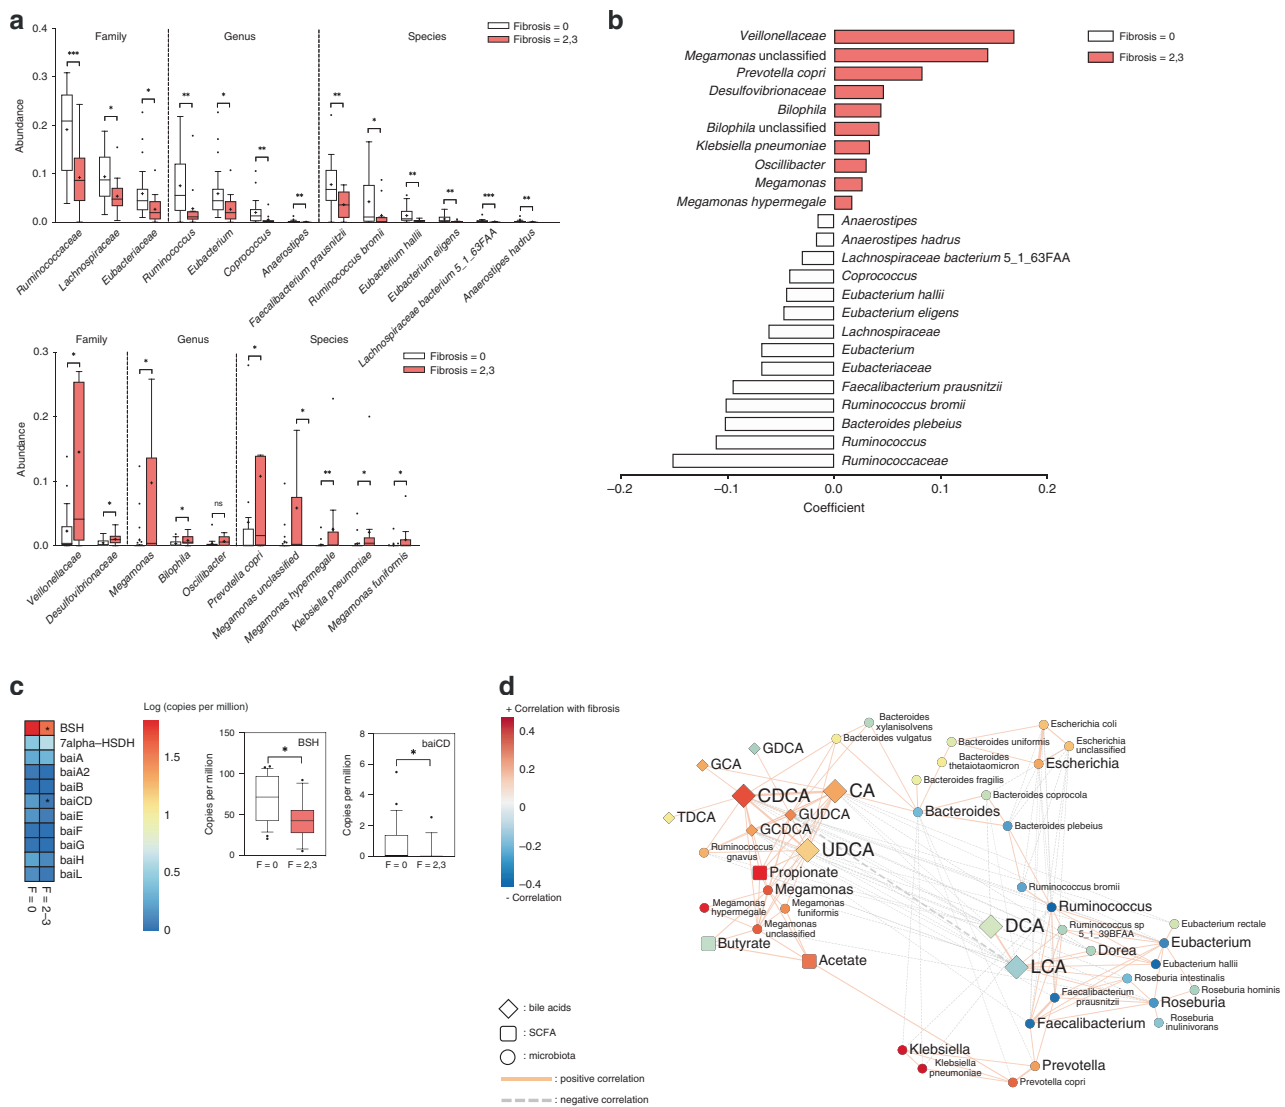 a
Family
Genus
Species
Fibrosis = 0
Fibrosis = 2,3
Abundance
0.4
0.3
0.2
0.1
0.0
***
*
*
**
*
**
**
**
*
**
**
***
**
Ruminococcaceae
Lachnospiraceae
Eubacteriaceae
Ruminococcus
Eubacterium
Coprococcus
Anaerostipes
Faecalibacterium prausnitzii
Ruminococcus bromii
Eubacterium hallii
Eubacterium eligens
Lachnospiraceae bacterium 5_1_63FAA
Anaerostipes hadrus
Family
Genus
Species
Fibrosis = 0
Fibrosis = 2,3
Abundance
0.3
0.2
0.1
0.0
*
*
*
*
ns
*
*
**
*
*
Veillonellaceae
Desulfovibrionaceae
Megamonas
Bilophila
Oscillibacter
Prevotella copri
Megamonas unclassified
Megamonas hypermegale
Klebsiella pneumoniae
Megamonas funiformis
b
Fibrosis = 0
Fibrosis = 2,3
Veillonellaceae
Megamonas unclassified
Prevotella copri
Desulfovibrionaceae
Bilophila
Bilophila unclassified
Klebsiella pneumoniae
Oscillibacter
Megamonas
Megamonas hypermegale
Anaerostipes
Anaerostipes hadrus
Lachnospiraceae bacterium 5_1_63FAA
Coprococcus
Eubacterium hallii
Eubacterium eligens
Lachnospiraceae
Eubacterium
Eubacteriaceae
Faecalibacterium prausnitzii
Ruminococcus bromii
Bacteroides plebeius
Ruminococcus
Ruminococcaceae
−0.2
−0.1
0.0
0.1
0.2
Coefficient
c
BSH
7alpha−HSDH
baiA
baiA2
baiB
baiCD
baiE
baiF
baiG
baiH
baiL
*
*
F = 0
F = 2−3
Log (copies per million)
1.5
1
0.5
0
Copies per million
150
100
50
0
BSH
*
F = 0
F = 2,3
Copies per million
8
6
4
2
0
baiCD
*
F = 0
F = 2,3
d
+ Correlation with fibrosis
0.4
0.2
0
−0.2
−0.4
- Correlation
: bile acids
: SCFA
: microbiota
: positive correlation
: negative correlation
Bacteroides
xylanisolvens
Bacteroides vulgatus
GDCA
GCA
CDCA
CA
GUDCA
TDCA
GCDCA
UDCA
Ruminococcus
gnavus
Propionate
Megamonas
Megamonas
hypermegale
Megamonas
funiformis
Megamonas
unclassified
Butyrate
Acetate
Escherichia coli
Bacteroides uniformis
Escherichia
unclassified
Bacteroides
thetaiotaomicron
Escherichia
Bacteroides fragilis
Bacteroides coprocola
Bacteroides
Bacteroides plebeius
Ruminococcus bromii
Ruminococcus
DCA
Ruminococcus sp
5_1_39BFAA
Eubacterium rectale
Eubacterium
Dorea
LCA
Eubacterium hallii
Roseburia intestinalis
Roseburia hominis
Faecalibacterium
prausnitzii
Roseburia
Faecalibacterium
Roseburia
inulinivorans
Klebsiella
Klebsiella
pneumoniae
Prevotella
Prevotella copri